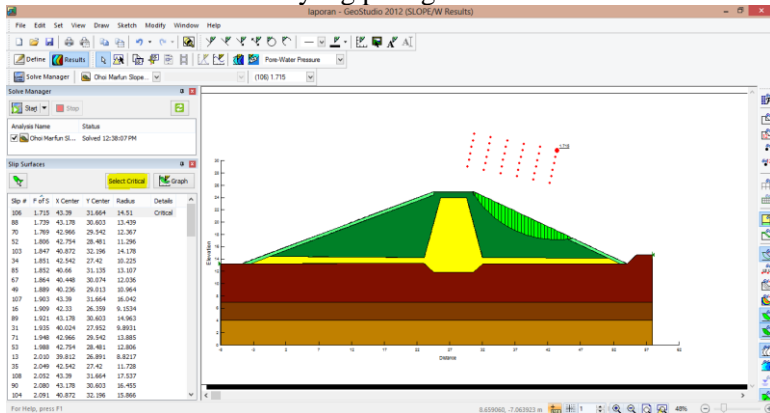 laporan - GeoStudio 2012 (SLOPE/W Results)
File Edit Set View Draw Sketch Modify Window Help
Define Results Pore-Water Pressure
Solve Manager Ohoi Marfun Slope... (106) 1.715
Solve Manager
Start Stop
Analysis Name Status
Ohoi Marfun Sl... Solved 12:38:07 PM
Slip Surfaces
Select Critical Graph
Slip # F of S X Center Y Center Radius Details
106 1.715 43.39 31.664 14.51 Critical
88 1.739 43.178 30.603 13.439
70 1.769 42.966 29.542 12.367
52 1.806 42.754 28.481 11.296
103 1.847 40.872 32.196 14.178
34 1.851 42.542 27.42 10.225
85 1.852 40.66 31.135 13.107
67 1.864 40.448 30.074 12.036
49 1.889 40.236 29.013 10.964
107 1.903 43.39 31.664 16.042
16 1.909 42.33 26.359 9.1534
89 1.921 43.178 30.603 14.963
31 1.935 40.024 27.952 9.8931
71 1.948 42.966 29.542 13.885
53 1.988 42.754 28.481 12.806
13 2.010 39.812 26.891 8.8217
35 2.049 42.542 27.42 11.728
108 2.052 43.39 31.664 17.537
90 2.080 43.178 30.603 16.455
104 2.091 40.872 32.196 15.866
1.715
Elevation
Distance
For Help, press F1
0.659060, -7.063923 m 1 48%